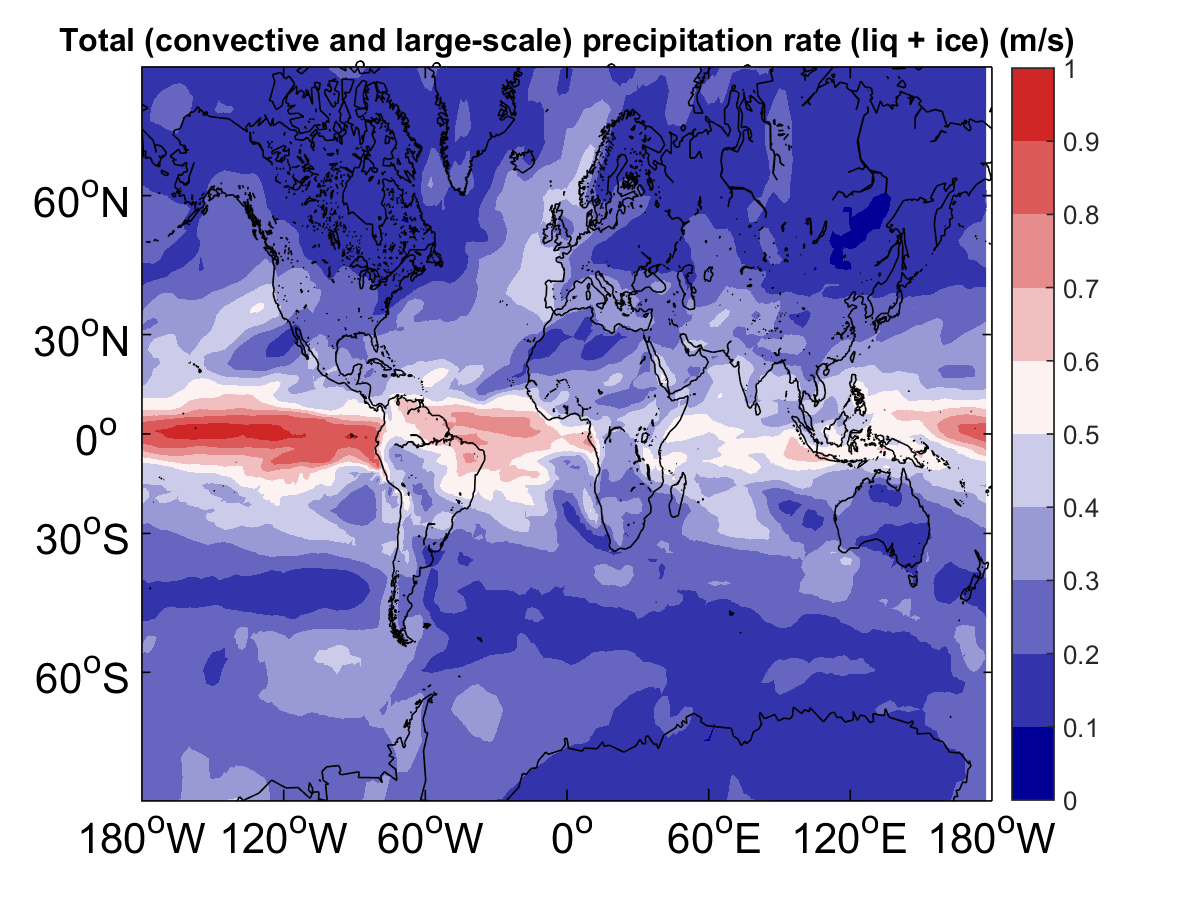 Total (convective and large-scale) precipitation rate (liq + ice) (m/s)
1
0.9
0.8
0.7
0.6
0.5
0.4
0.3
0.2
0.1
0
60°N
30°N
0°
30°S
60°S
180°W 120°W 60°W 0° 60°E 120°E 180°W